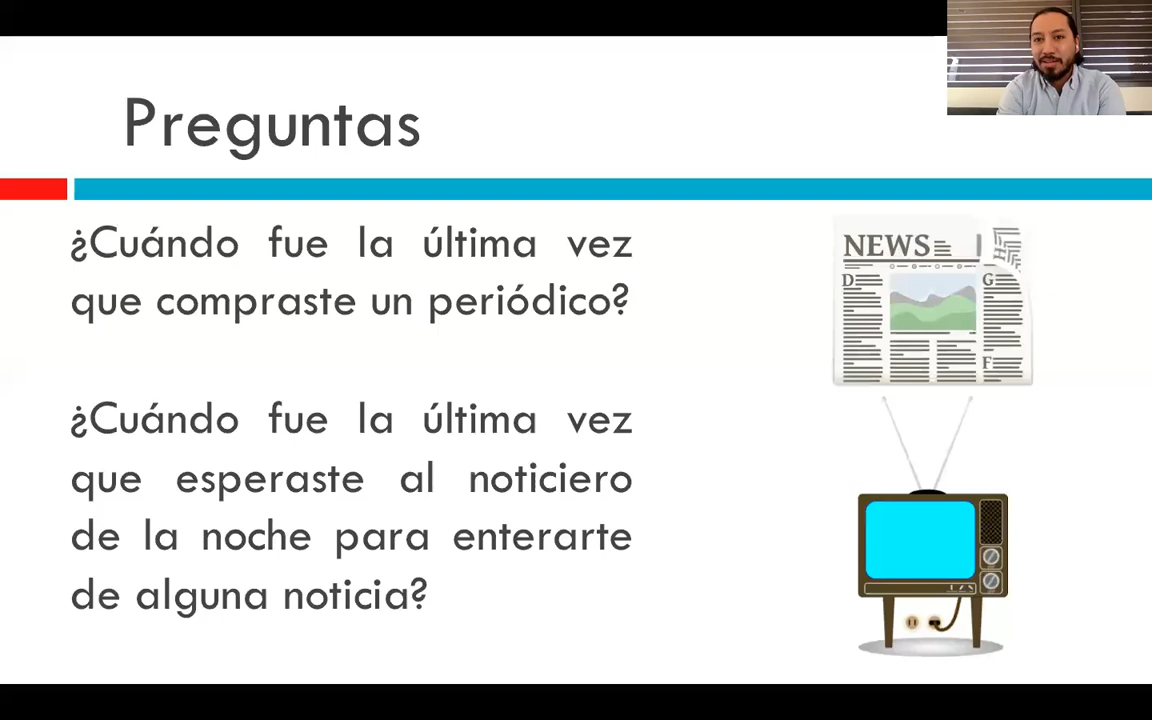 Preguntas
¿Cuándo fue la última vez
que compraste un periódico?
¿Cuándo fue la última vez
que esperaste al noticiero
de la noche para enterarte
de alguna noticia?
NEWS
D
G
F